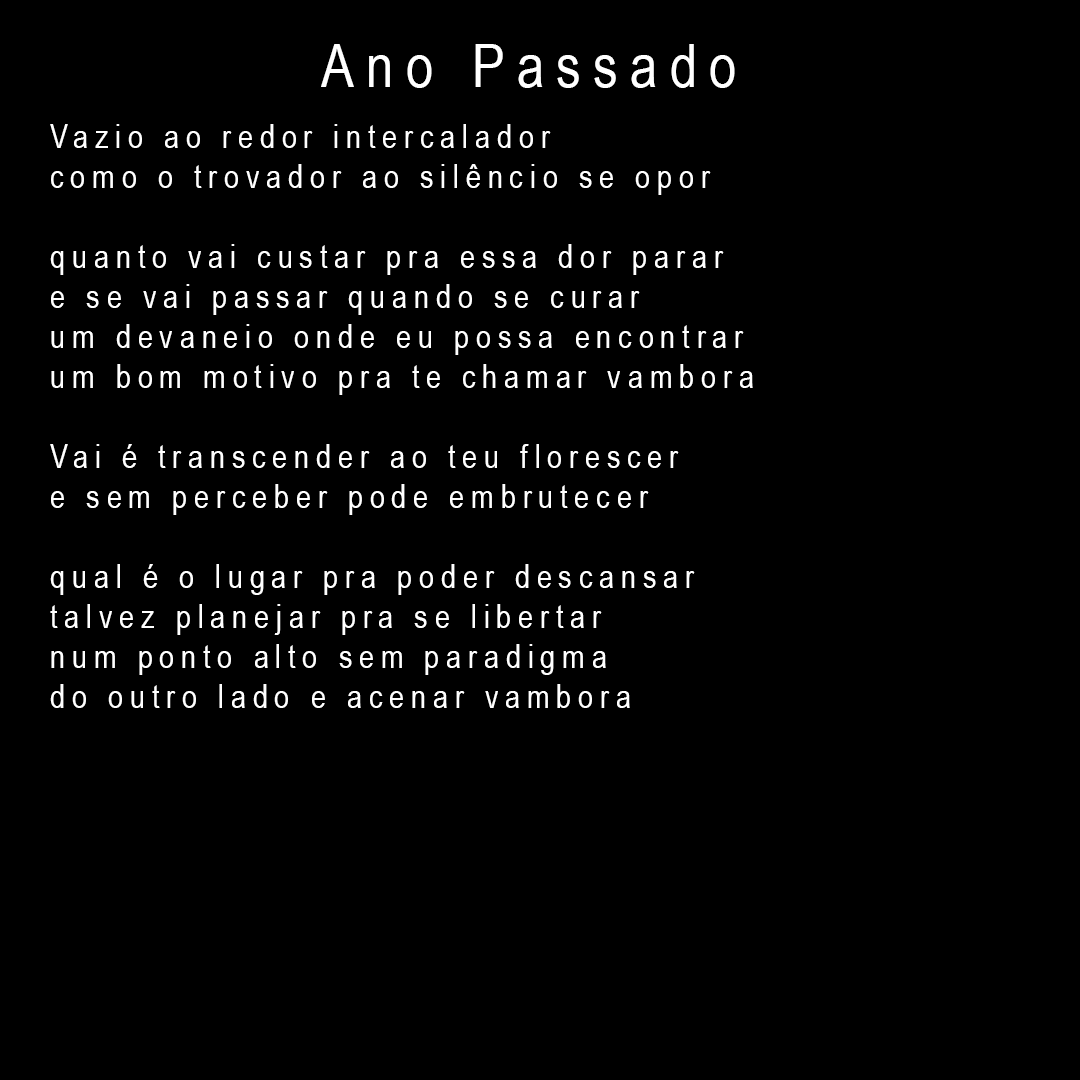 Ano Passado
Vazio ao redor intercalador
como o trovador ao silêncio se opor
quanto vai custar pra essa dor parar
e se vai passar quando se curar
um devaneio onde eu possa encontrar
um bom motivo pra te chamar vambora
Vai é transcender ao teu florescer
e sem perceber pode embrutecer
qual é o lugar pra poder descansar
talvez planejar pra se libertar
num ponto alto sem paradigma
do outro lado e acenar vambora